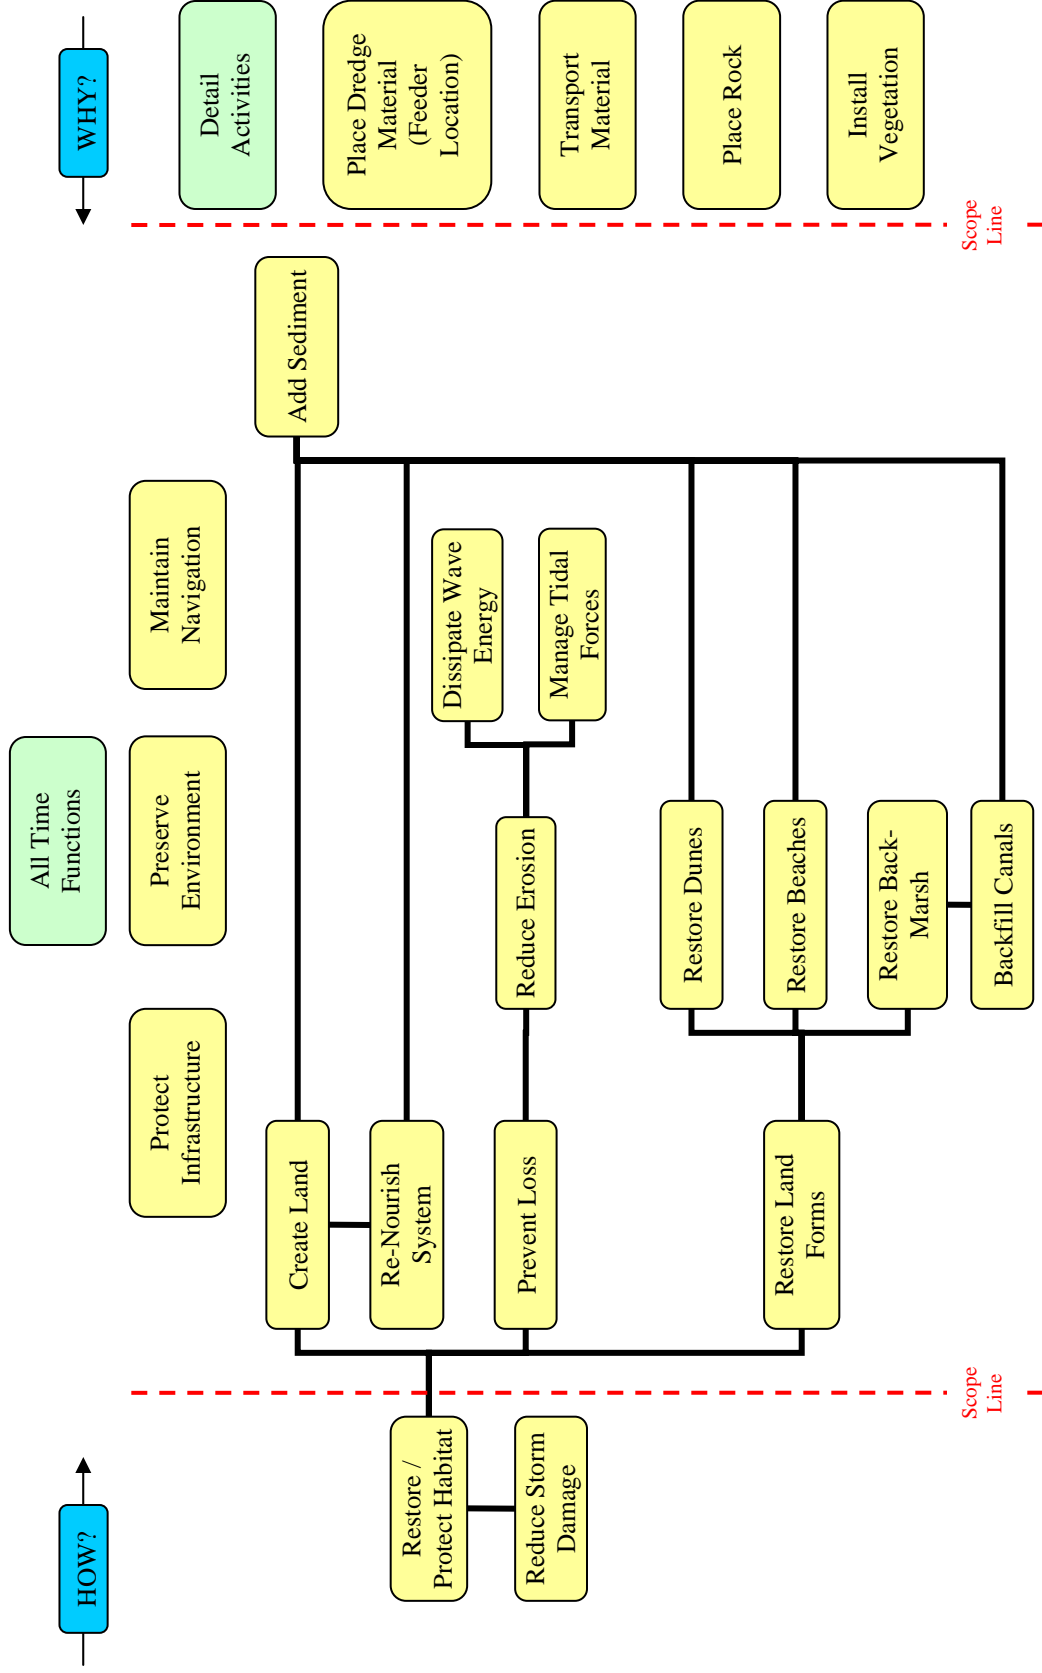 HOW?
WHY?
All Time
Functions
Protect
Infrastructure
Preserve
Environment
Maintain
Navigation
Detail
Activities
Restore /
Protect Habitat
Reduce Storm
Damage
Scope
Line
Create Land
Re-Nourish
System
Prevent Loss
Restore Land
Forms
Reduce Erosion
Restore Dunes
Restore Beaches
Restore Back-
Marsh
Backfill Canals
Dissipate Wave
Energy
Manage Tidal
Forces
Add Sediment
Scope
Line
Place Dredge
Material
(Feeder
Location)
Transport
Material
Place Rock
Install
Vegetation